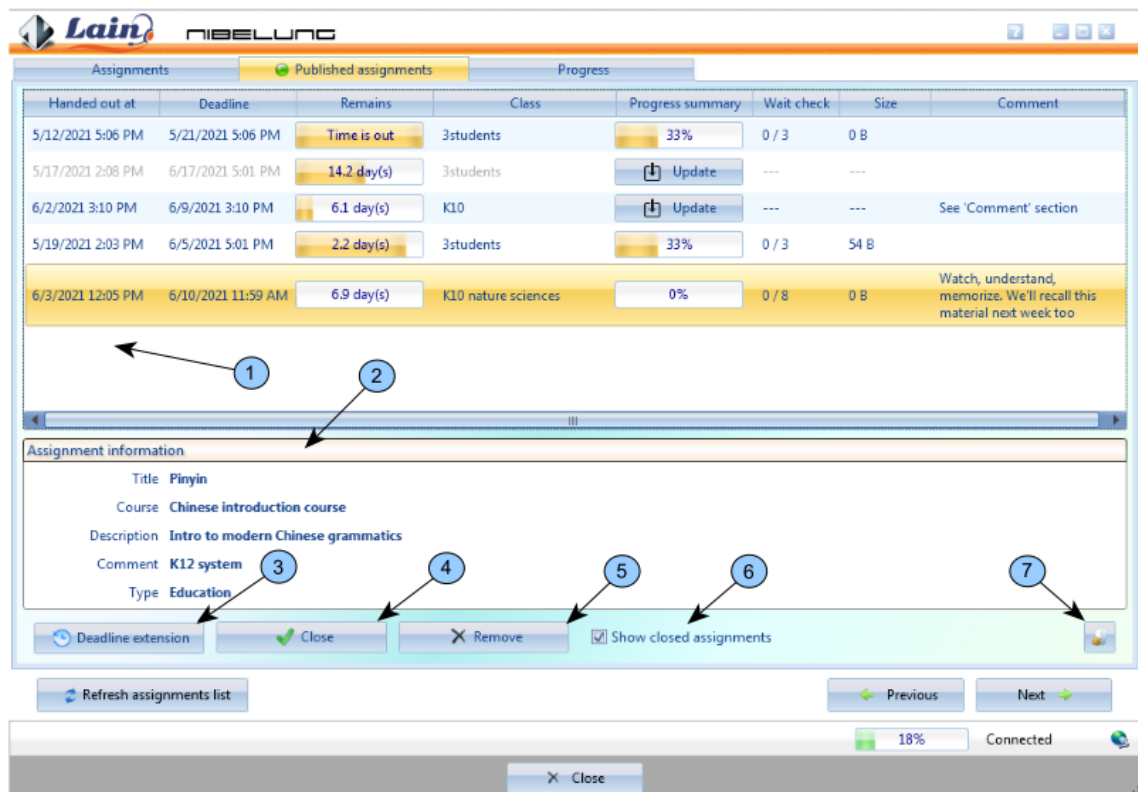 Lain
NIBELUNG
?
Assignments Published assignments Progress
Handed out at Deadline Remains Class Progress summary Wait check Size Comment
5/12/2021 5:06 PM 5/21/2021 5:06 PM Time is out 3students 33% 0 / 3 0 B
5/17/2021 2:08 PM 6/17/2021 5:01 PM 14.2 day(s) 3students Update --- ---
6/2/2021 3:10 PM 6/9/2021 3:10 PM 6.1 day(s) K10 Update --- --- See 'Comment' section
5/19/2021 2:03 PM 6/5/2021 5:01 PM 2.2 day(s) 3students 33% 0 / 3 54 B
6/3/2021 12:05 PM 6/10/2021 11:59 AM 6.9 day(s) K10 nature sciences 0% 0 / 8 0 B Watch, understand,
memorize. We'll recall this
material next week too
1
2
Assignment information
Title Pinyin
Course Chinese introduction course
Description Intro to modern Chinese grammatics
Comment K12 system
Type Education
3
4
5
6
7
Deadline extension Close Remove Show closed assignments
Refresh assignments list Previous Next
18% Connected
Close